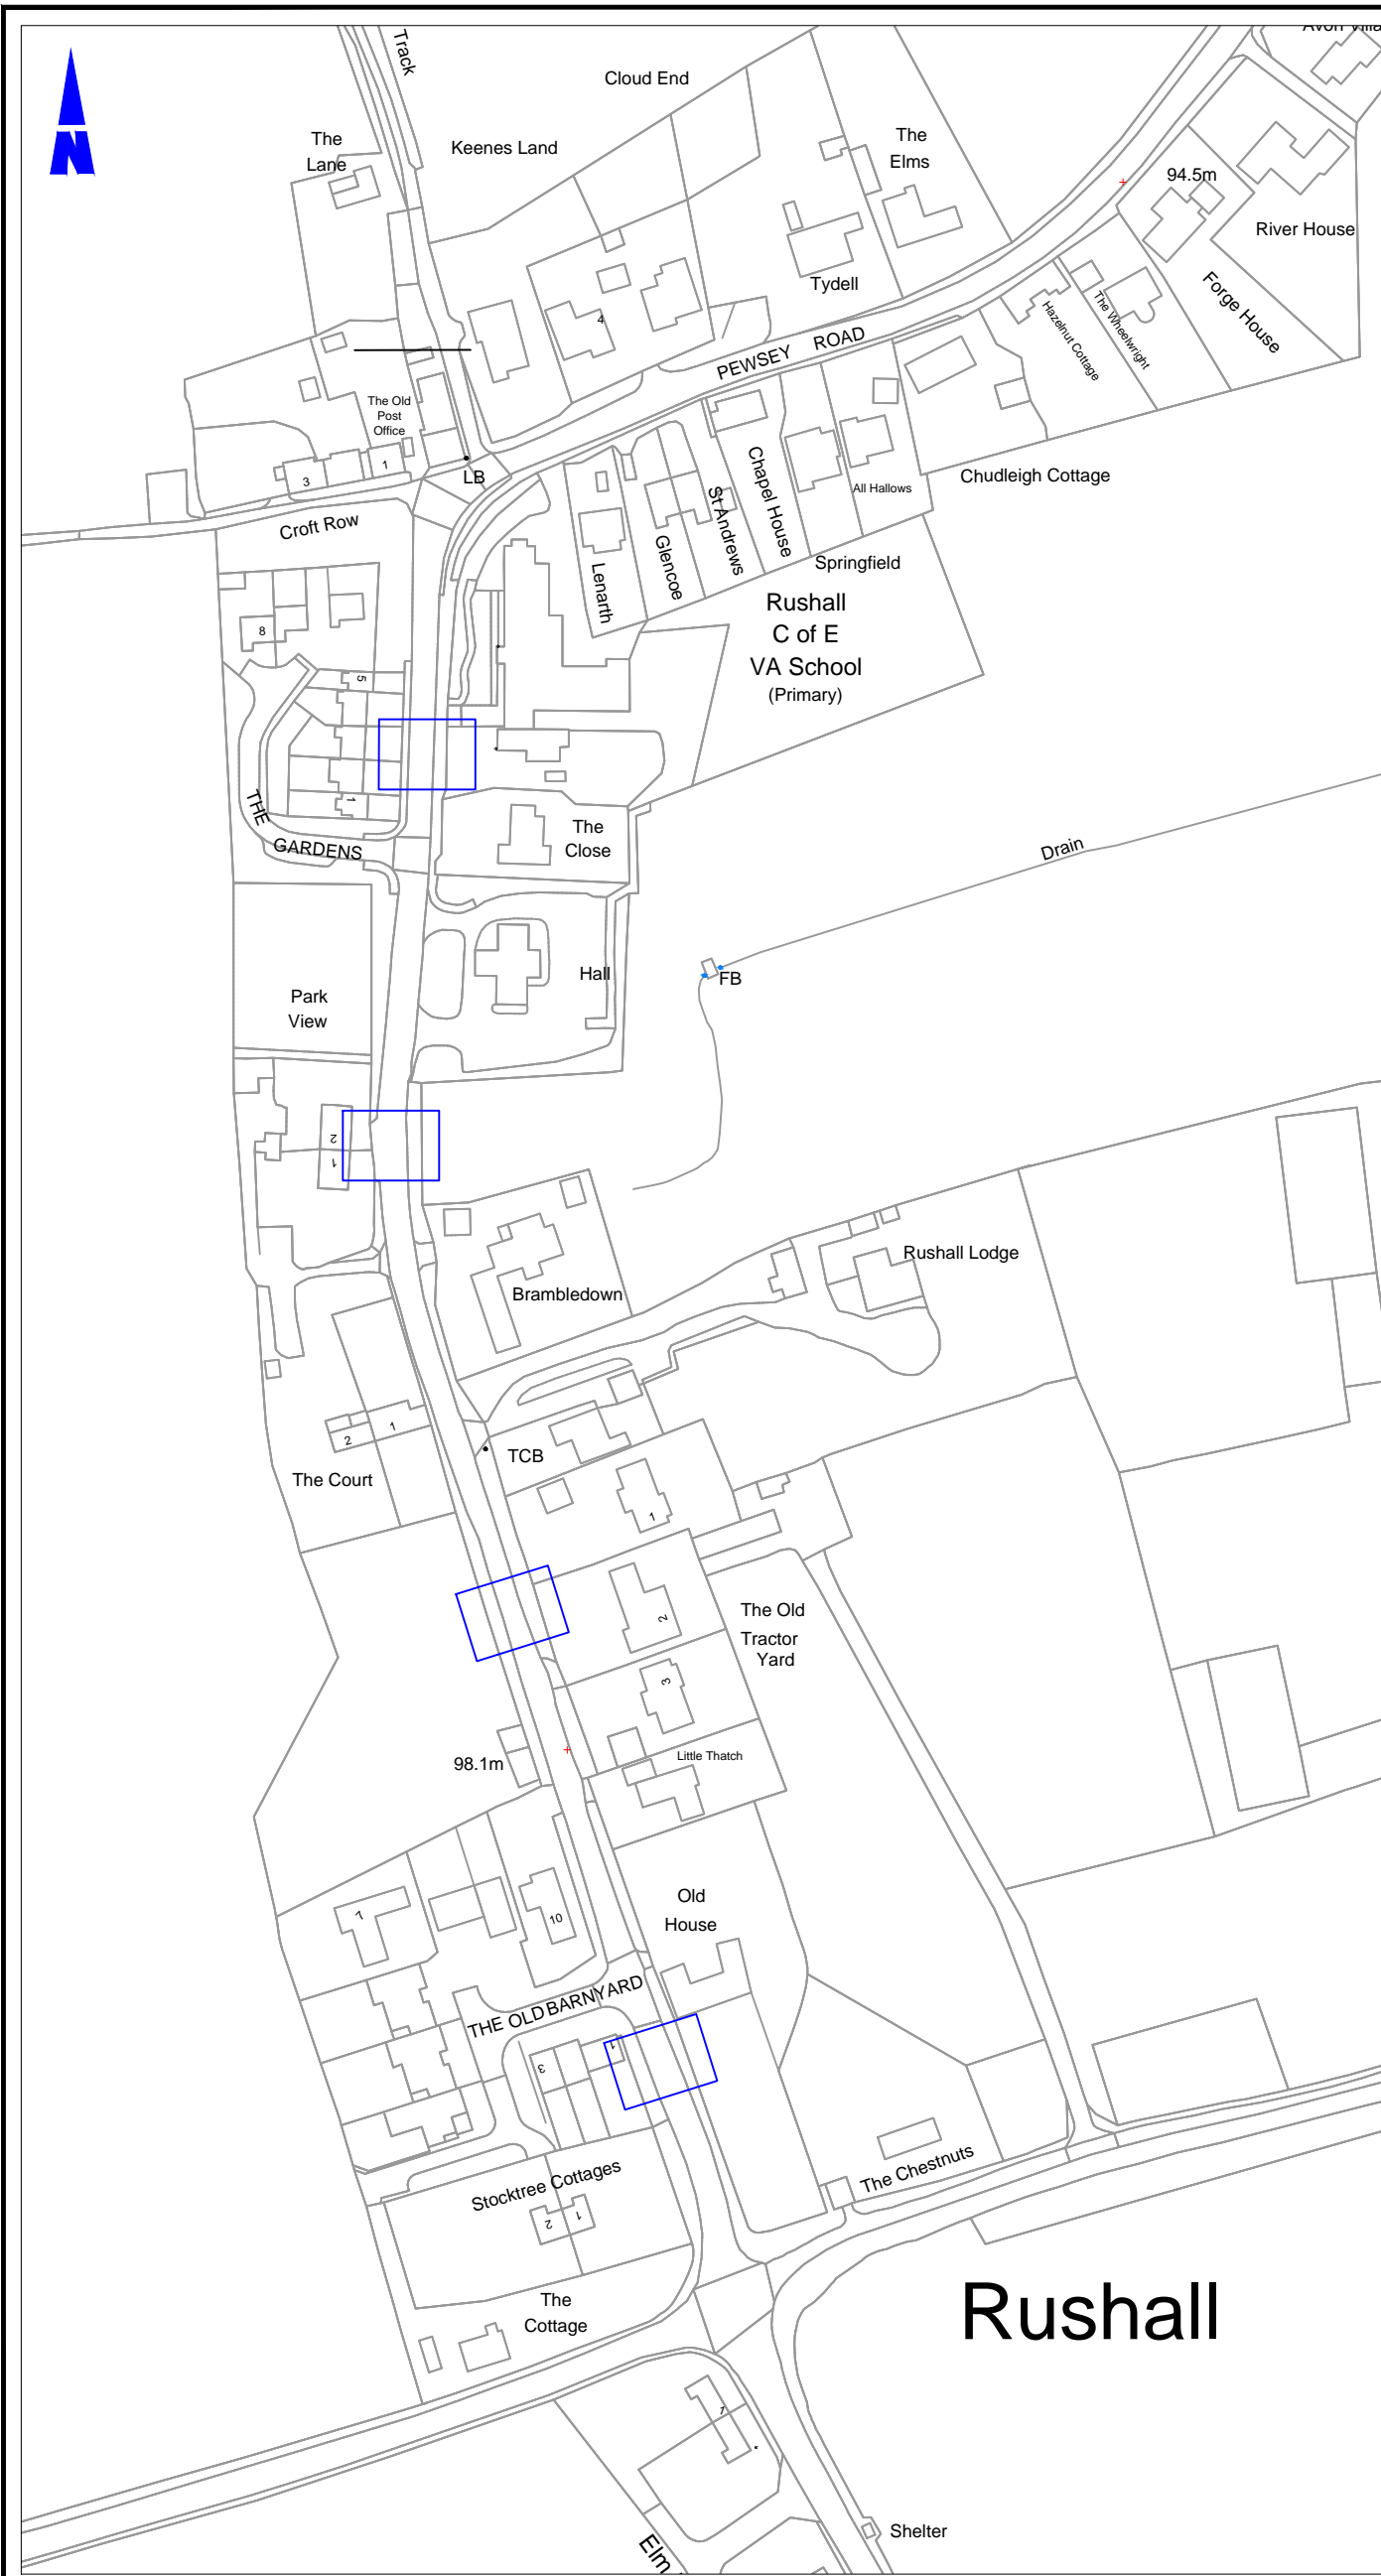 Avon Villa
Track
Cloud End
The
Lane
Keenes Land
The
Elms
94.5m
River House
Tydell
Forge House
The Wheelwright
Hazelnut Cottage
4
PEWSEY ROAD
The Old
Post
Office
1
3
LB
Croft Row
Chudleigh Cottage
All Hallows
Chapel House
St Andrews
Glencoe
Lenarth
Springfield
Rushall
C of E
VA School
(Primary)
8
5
1
THE
GARDENS
The
Close
Drain
Hall
FB
Park
View
2
1
Rushall Lodge
Brambledown
1
2
TCB
The Court
1
2
The Old
Tractor
Yard
3
Little Thatch
98.1m
7
10
Old
House
THE OLD BARNYARD
1
3
The Chestnuts
Stocktree Cottages
1
2
The
Cottage
Rushall
1
Shelter
Elm
N